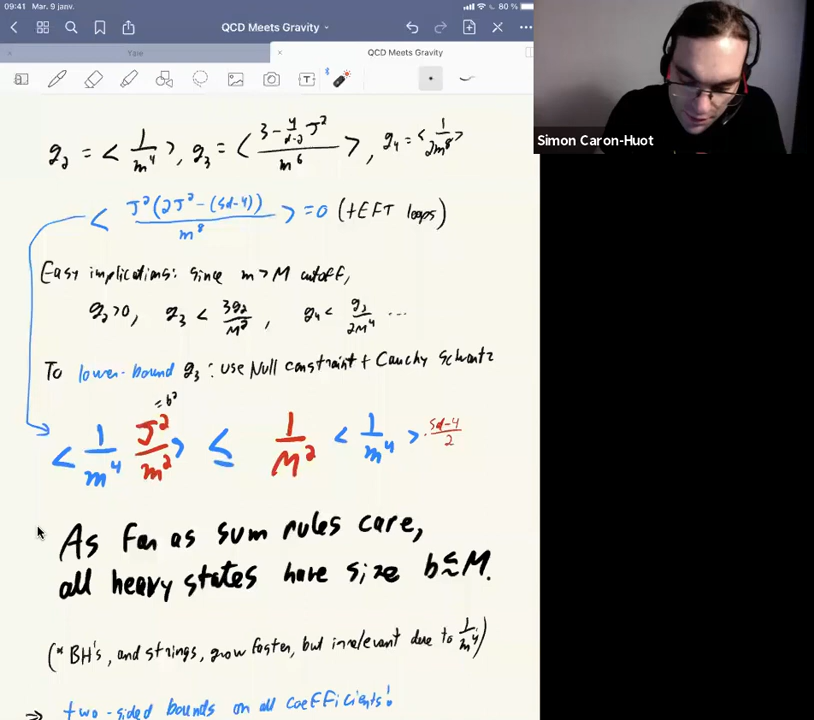 09:41 Mar. 9 janv.
80 %
QCD Meets Gravity
Yale
QCD Meets Gravity
Simon Caron-Huot
g₂ = < 1/m⁴ >, g₃ = < (3 - 4/(d-2) J²)/m⁶ >, g₄ = < 1/2m⁸ >
< J²(2J² - (5d-4))/m⁸ > = 0 (+EFT loops)
Easy implications: since m > M cutoff,
g₂>0, g₃ < 3g₂/M², g₄ < g₂/2M⁴ ...
To lower-bound g₃: use Null constraint + Cauchy Schwartz
=b²
< 1/m⁴ J²/m² > ≤ 1/M² < 1/m⁴ > · (5d-4)/2
As far as sum rules care,
all heavy states have size b≲M.
(* BH's, and strings, grow faster, but irrelevant due to 1/m⁴)
⇒ two-sided bounds on all coefficients!